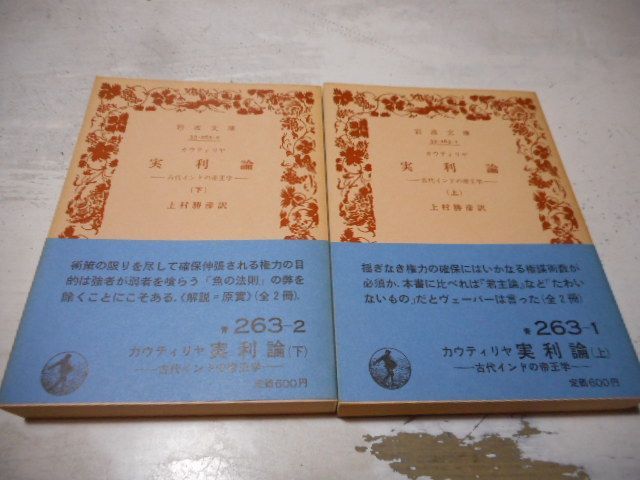 岩波文庫
33-263-2
カウティリヤ
実利論
―古代インドの帝王学―
(下)
上村勝彦訳
術策の限りを尽して確保伸張される権力の目
的は強者が弱者を喰らう「魚の法則」の弊を
除くことにこそある.(解説=原實)(全2冊).
青 263-2
カウティリヤ 実利論(下)
―古代インドの帝王学―
定価600円
岩波文庫
33-263-1
カウティリヤ
実利論
―古代インドの帝王学―
(上)
上村勝彦訳
揺ぎなき権力の確保にはいかなる権謀術数が
必須か.本書に比べれば『君主論』など「たわい
ないもの」だとヴェーバーは言った(全2冊)
青 263-1
カウティリヤ 実利論(上)
―古代インドの帝王学―
定価600円